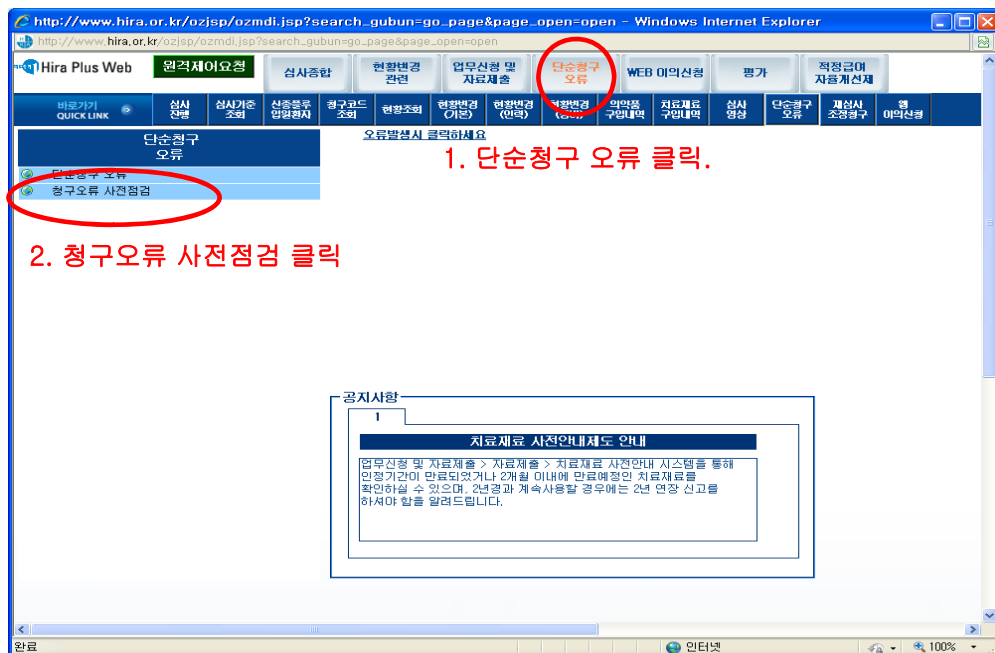 http://www.hira.or.kr/ozjsp/ozmdi.jsp?search_gubun=go_page&page_open=open - Windows Internet Explorer
http://www.hira.or.kr/ozjsp/ozmdi.jsp?search_gubun=go_page&page_open=open
Hira Plus Web
원격제어요청
심사종합
현황변경
관련
업무신청 및
자료제출
단순청구
오류
WEB 이의신청
평가
적정급여
자율개선제
바로가기
QUICK LINK
심사
진행
심사기준
조회
신종플루
입원환자
청구코드
조회
현황조회
현황변경
(기본)
현황변경
(인력)
현황변경
(장비)
의약품
구입내역
치료재료
구입내역
심사
영상
단순청구
오류
재심사
조정청구
웹
이의신청
단순청구
오류
오류발생시 클릭하세요
1. 단순청구 오류 클릭.
단순청구 오류
청구오류 사전점검
2. 청구오류 사전점검 클릭
공지사항
1
치료재료 사전안내제도 안내
업무신청 및 자료제출 > 자료제출 > 치료재료 사전안내 시스템을 통해
인정기간이 만료되었거나 2개월 이내에 만료예정인 치료재료를
확인하실 수 있으며, 2년경과 계속사용할 경우에는 2년 연장 신고를
하셔야 함을 알려드립니다.
완료
인터넷
100%